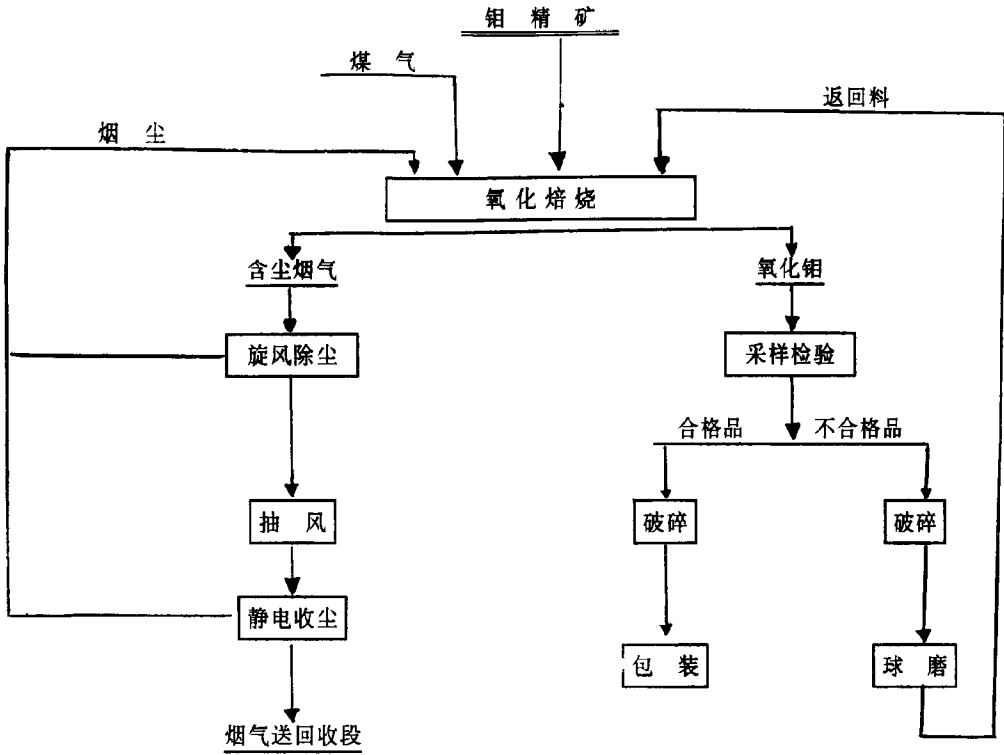 钼 精 矿
煤 气
返回料
烟 尘
氧 化 焙 烧
含尘烟气
氧化钼
旋风除尘
采样检验
合格品
不合格品
抽 风
破碎
破碎
静电收尘
包 装
球 磨
烟气送回收段